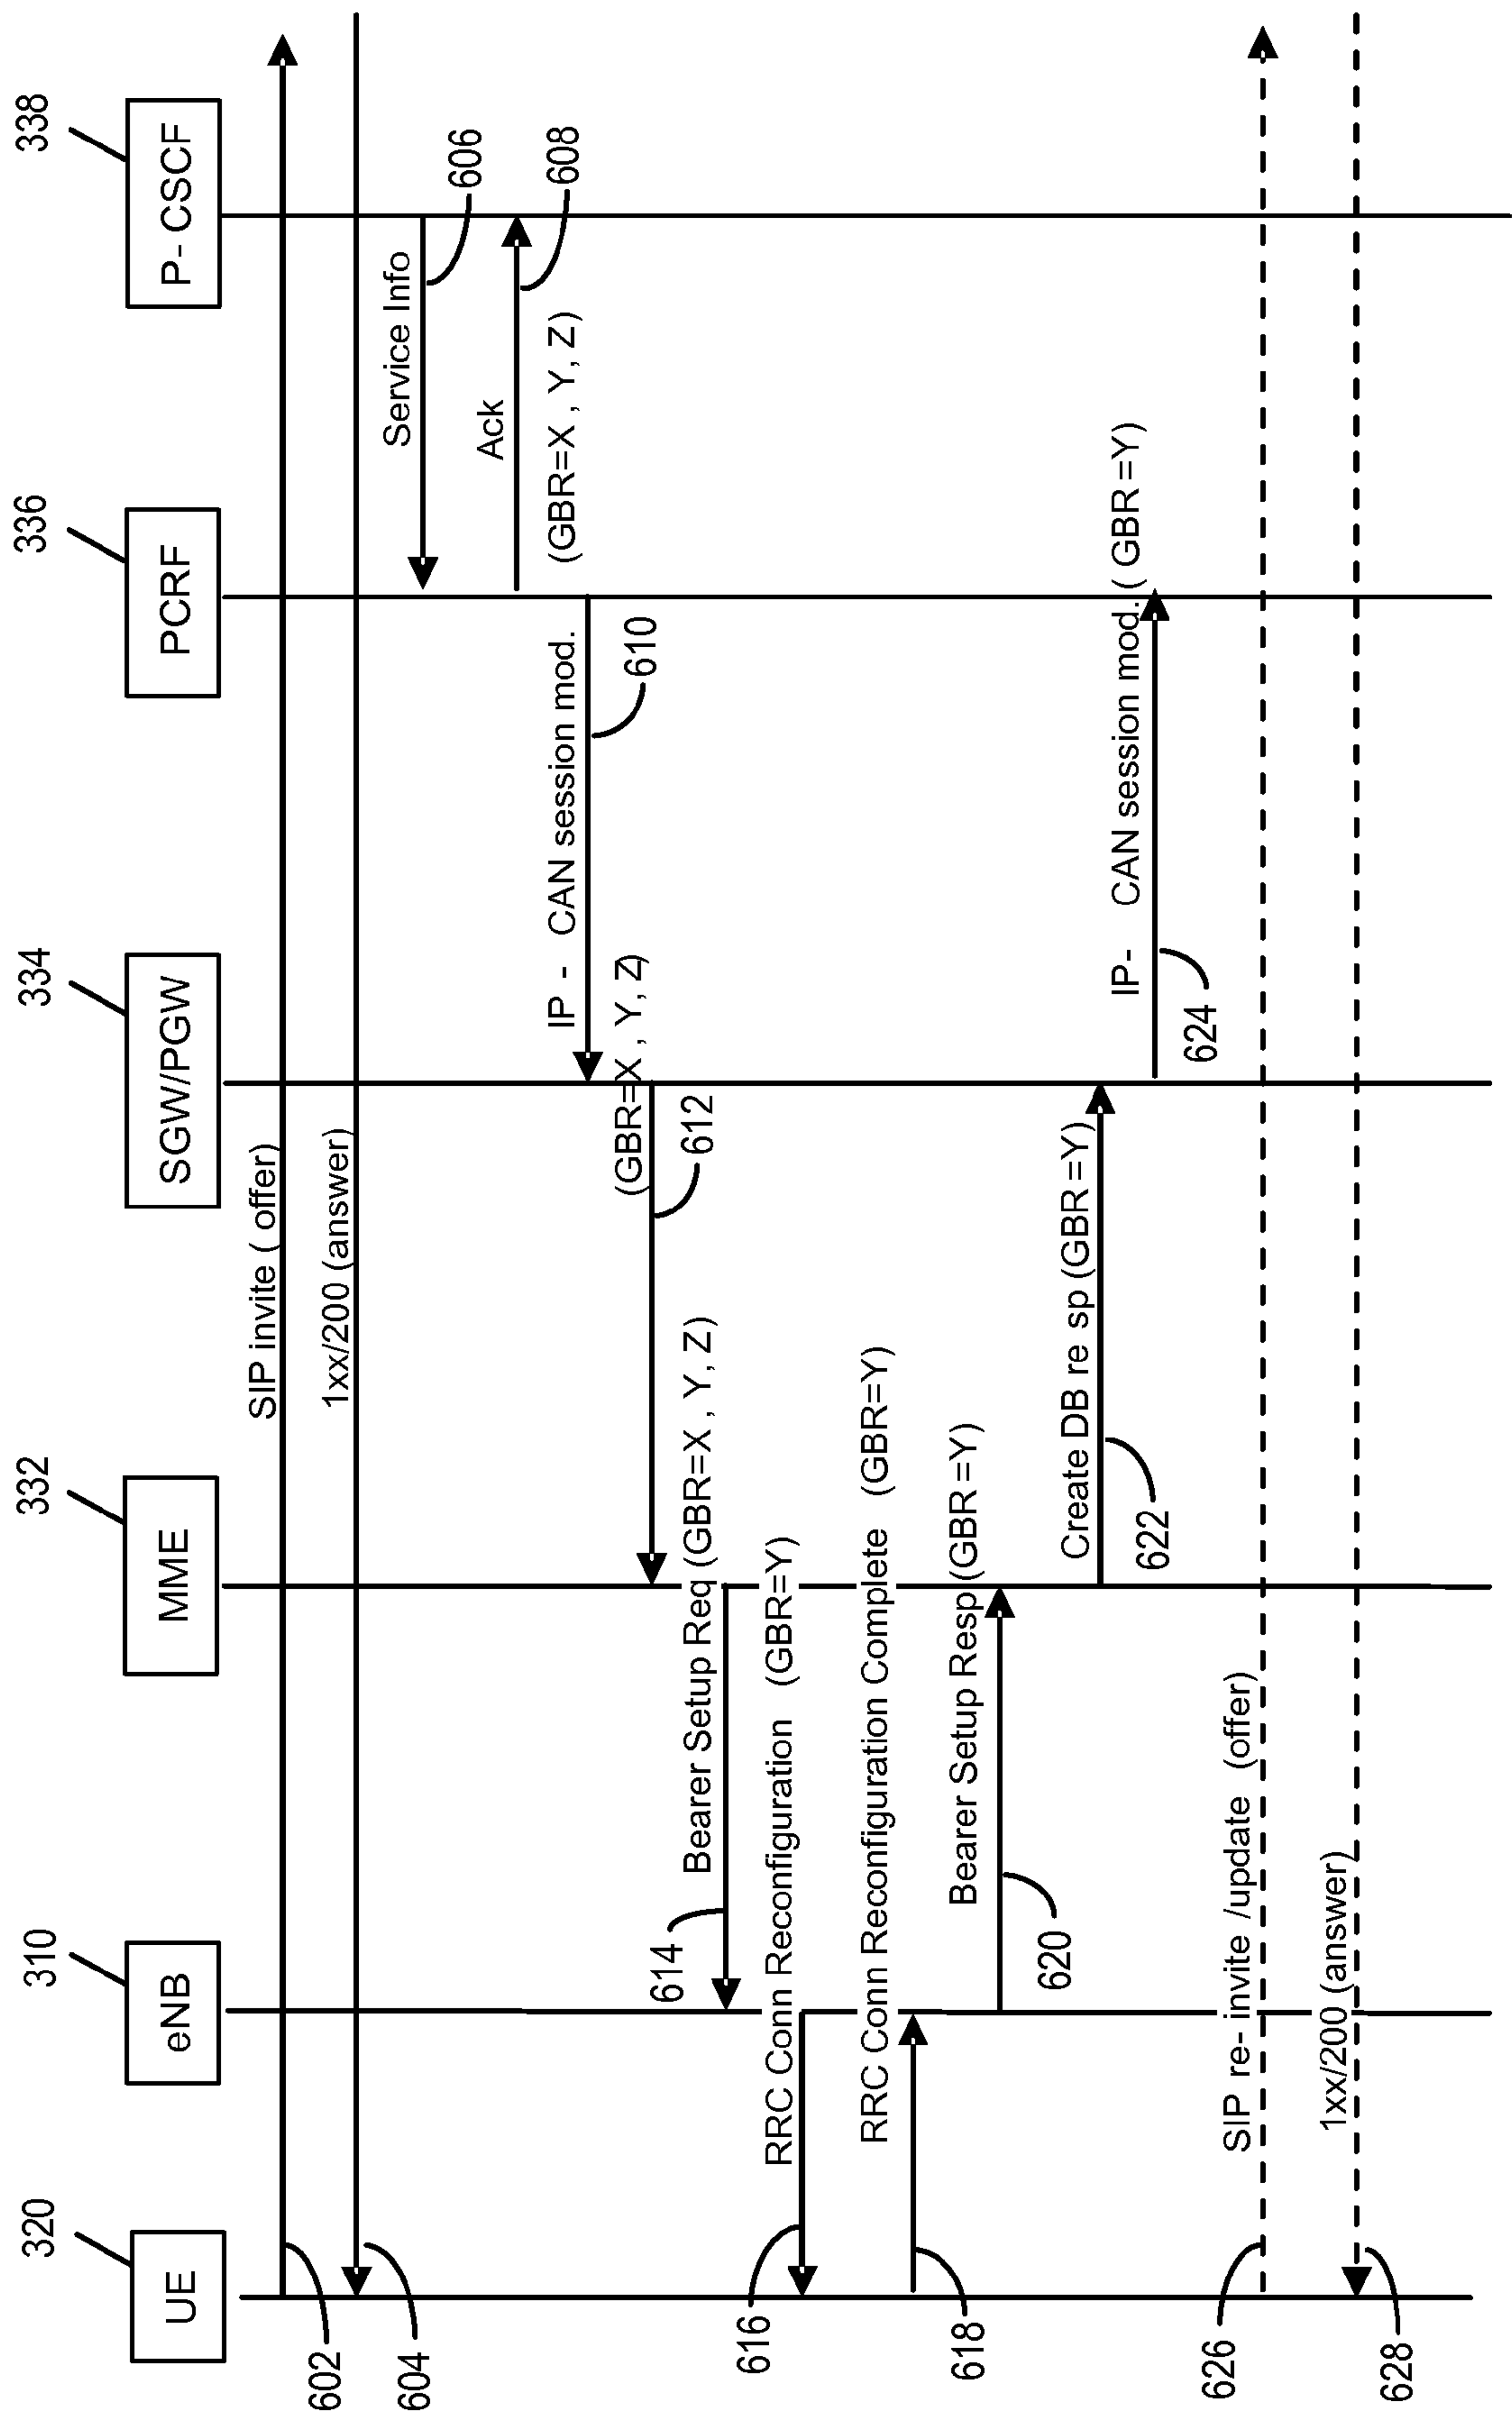 320
310
332
334
336
338
UE
eNB
MME
SGW/PGW
PCRF
P- CSCF
SIP invite ( offer)
602
1xx/200 (answer)
604
Service Info
606
Ack
608
(GBR=X , Y, Z)
IP - CAN session mod.
610
(GBR=X , Y, Z)
612
Bearer Setup Req (GBR=X , Y, Z)
614
RRC Conn Reconfiguration (GBR=Y)
616
RRC Conn Reconfiguration Complete (GBR=Y)
618
Bearer Setup Resp (GBR =Y)
620
Create DB re sp (GBR =Y)
622
IP- CAN session mod. ( GBR =Y)
624
SIP re- invite /update (offer)
626
1xx/200 (answer)
628